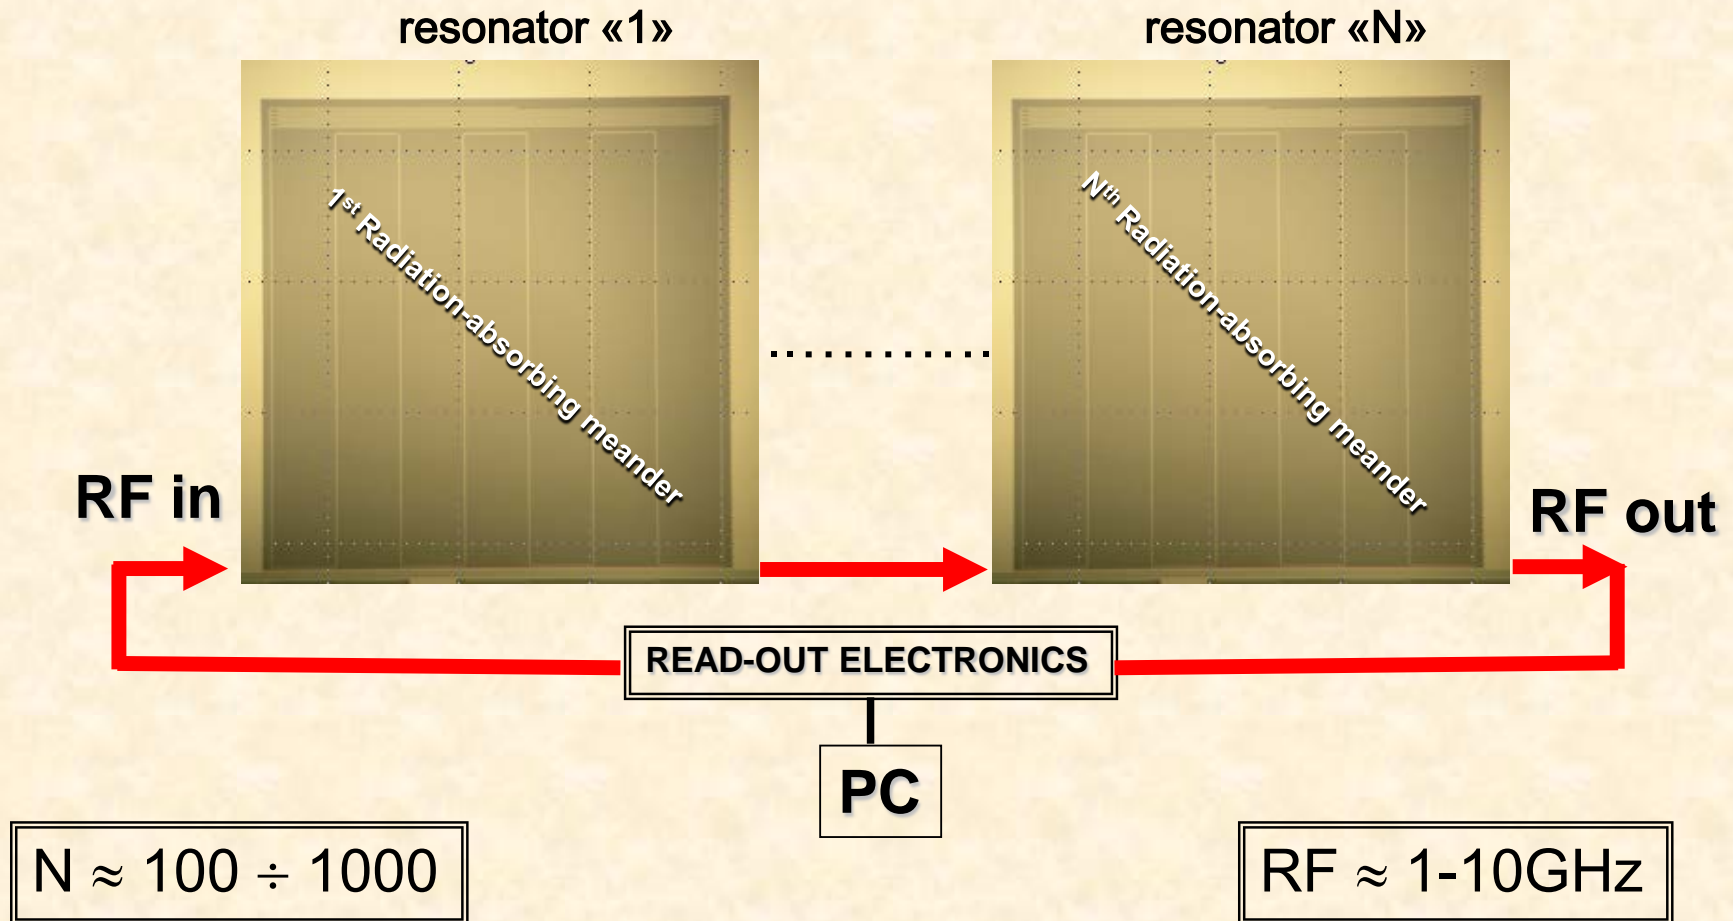 resonator «1»
resonator «N»
1st Radiation-absorbing meander
Nth Radiation-absorbing meander
RF in
RF out
READ-OUT ELECTRONICS
PC
N ≈ 100 ÷ 1000
RF ≈ 1-10GHz